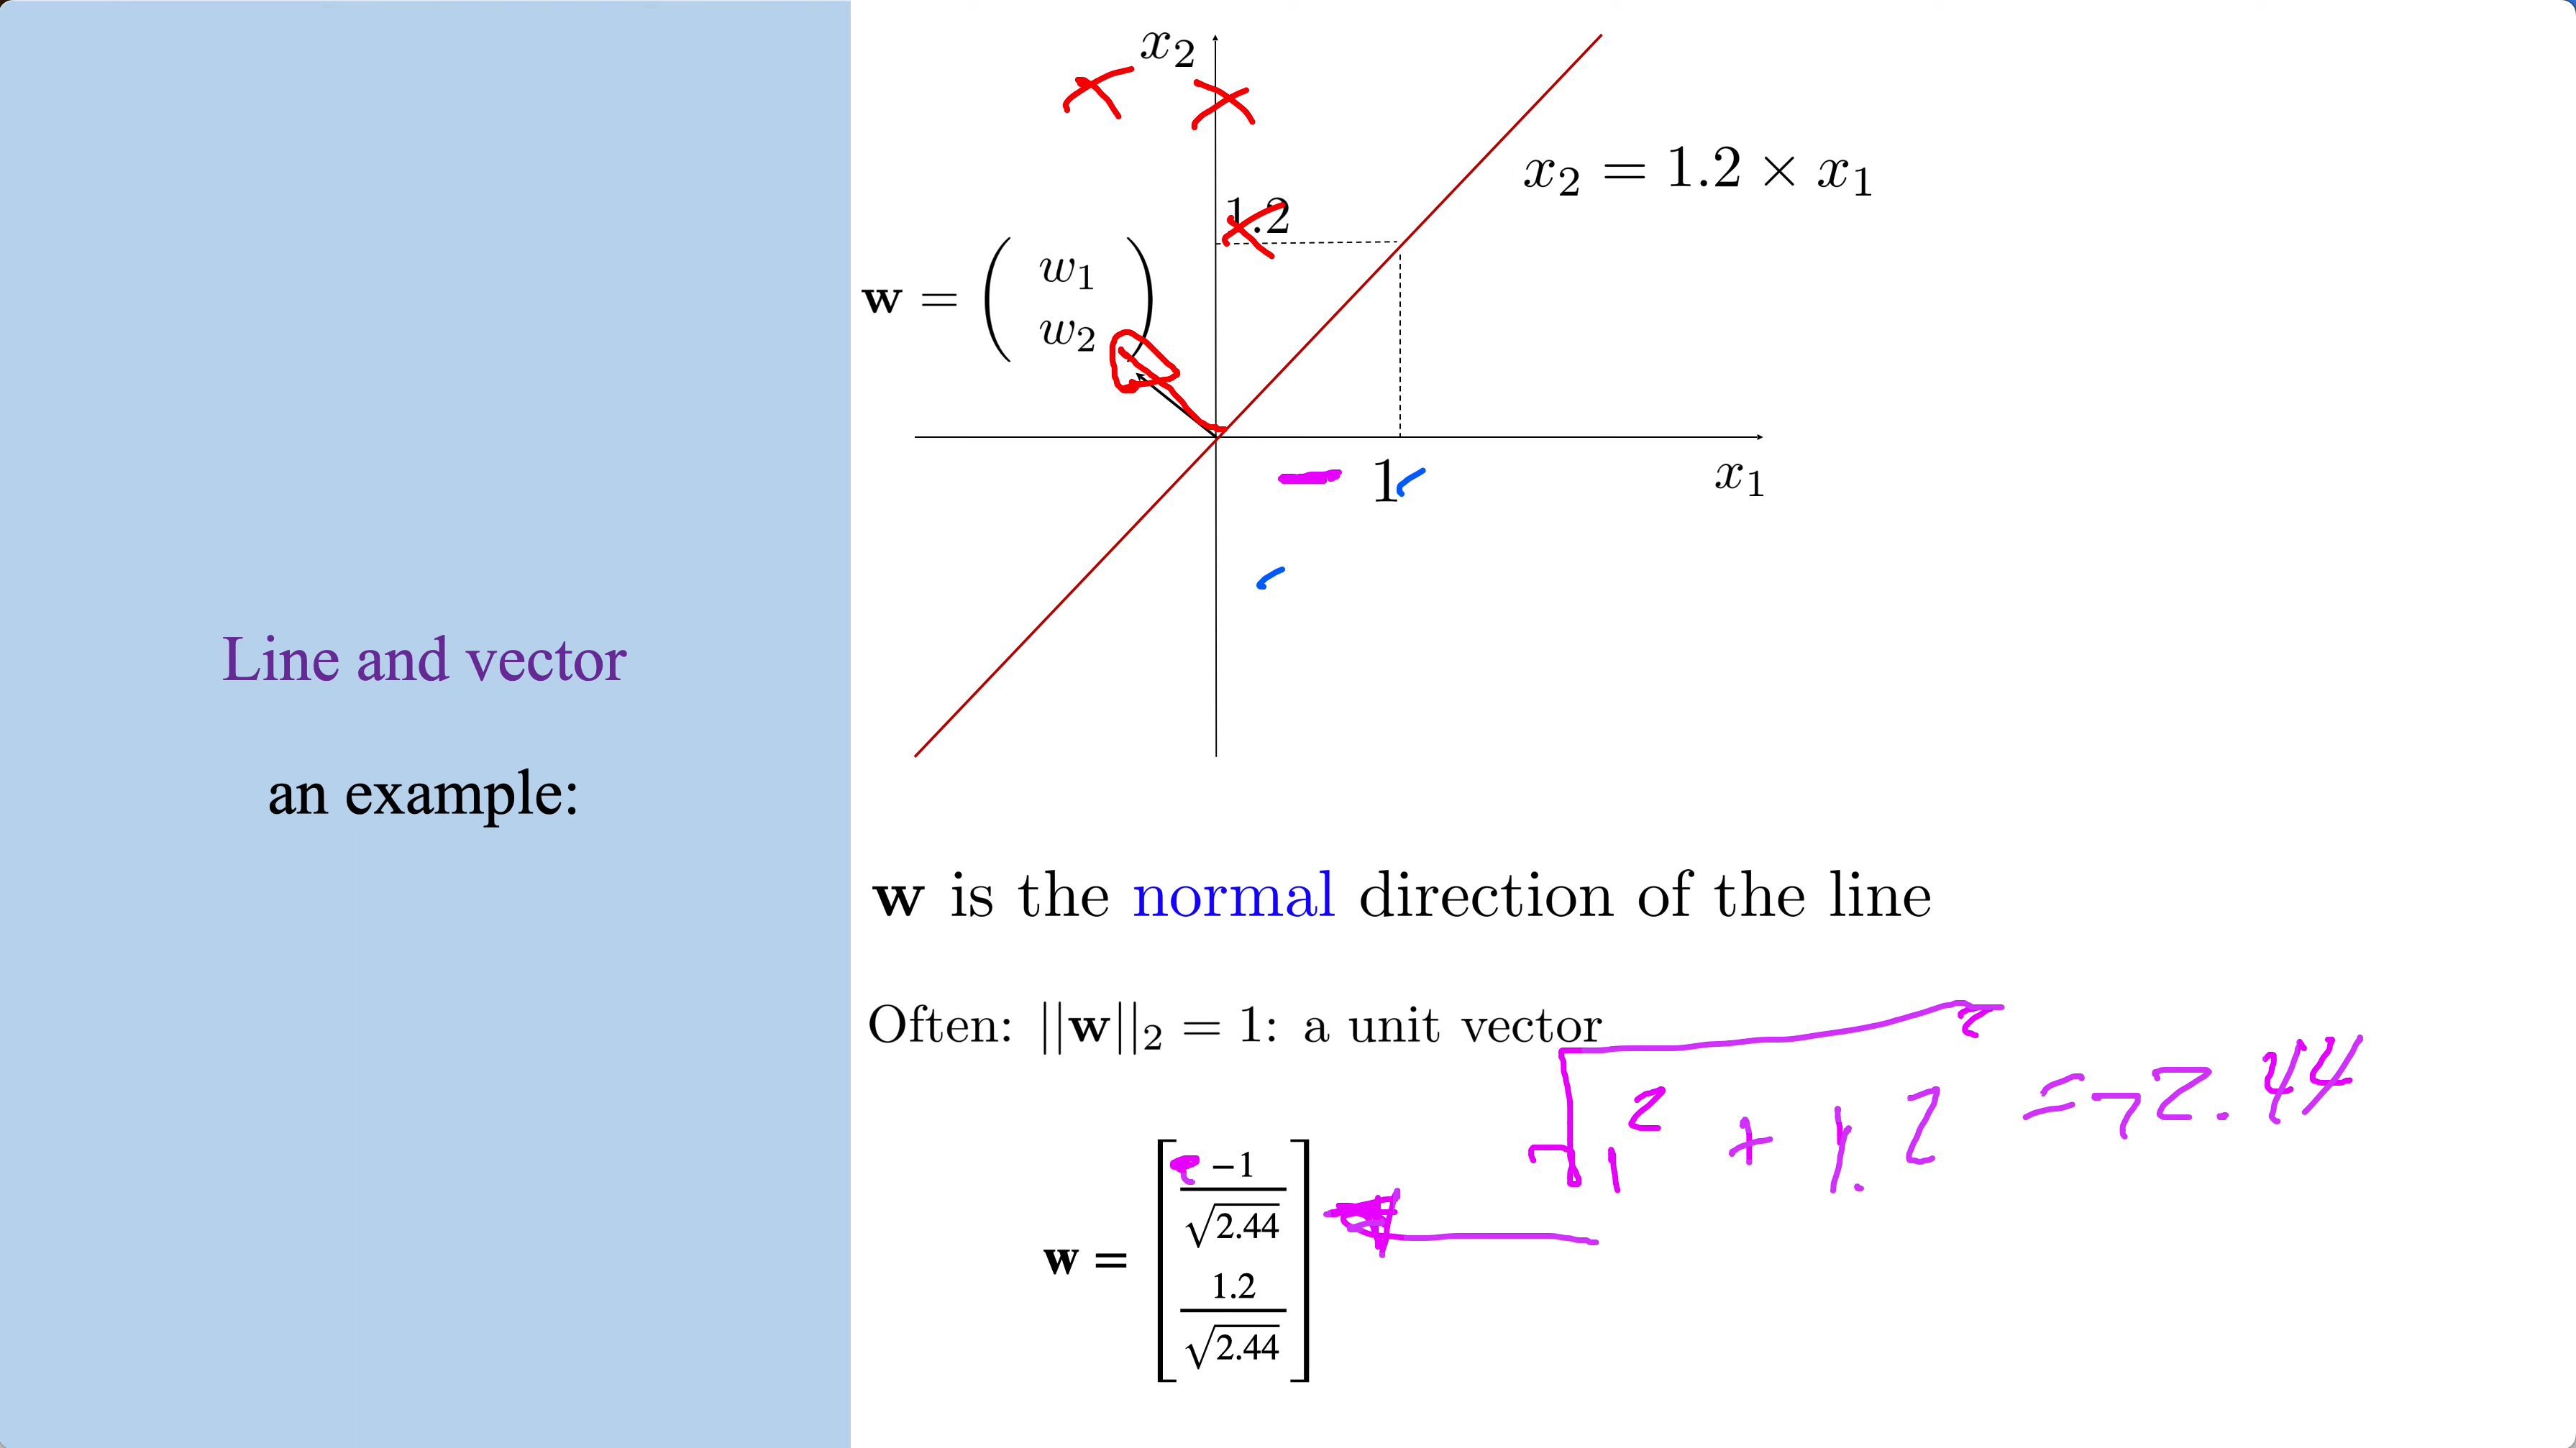 Line and vector
an example:
x₂
x₂ = 1.2 × x₁
1.2
w = ( w₁ w₂ )
1
x₁
w is the normal direction of the line
Often: ||w||₂ = 1: a unit vector
√1² + 1.2² = √2.44
w = [ −1/√2.44
1.2/√2.44 ]